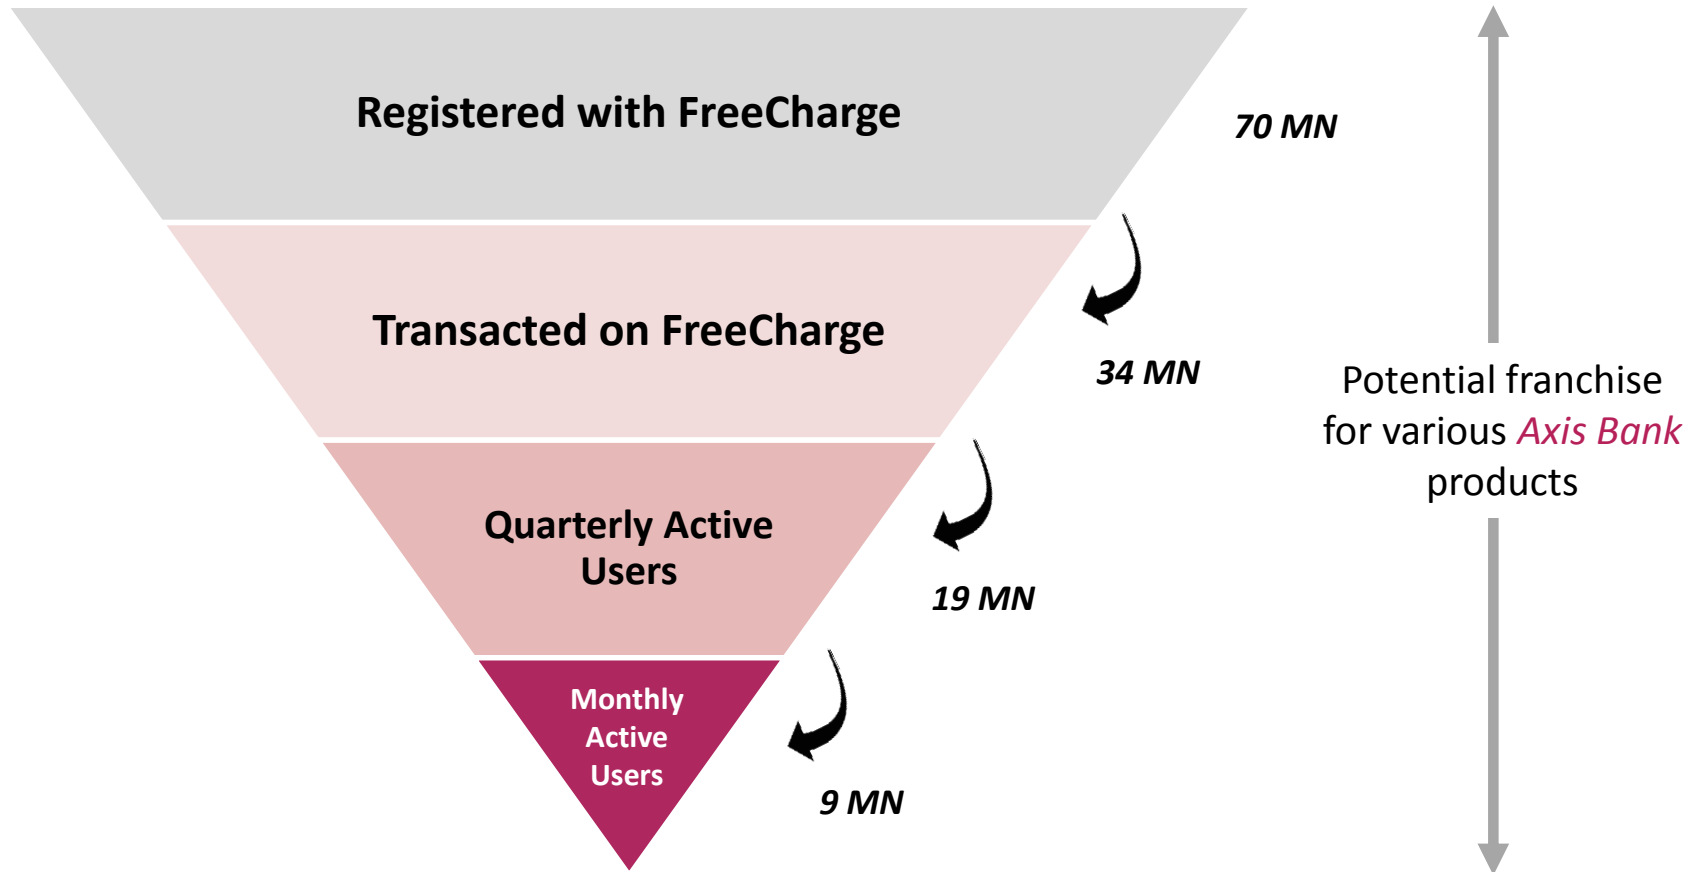 Registered with FreeCharge
70 MN
Transacted on FreeCharge
34 MN
Quarterly Active
Users
19 MN
Monthly
Active
Users
9 MN
Potential franchise
for various Axis Bank
products